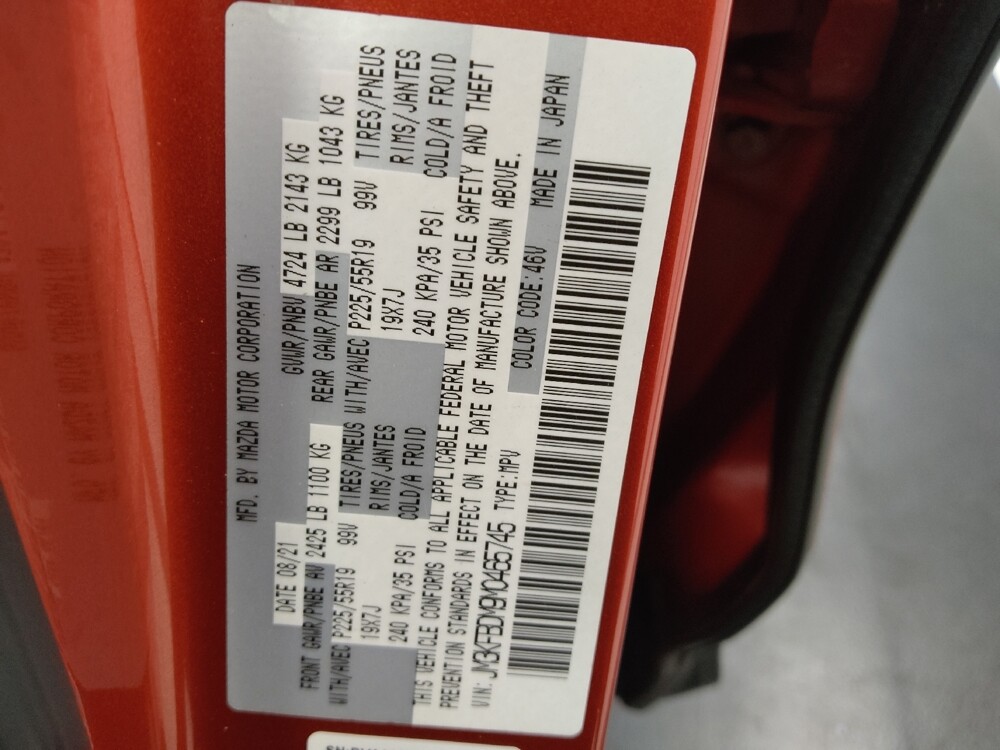 MFD. BY MAZDA MOTOR CORPORATION
DATE 08/21 GVWR/PNBV 4724 LB 2143 KG
FRONT GAWR/PNBE AV 2425 LB 1100 KG REAR GAWR/PNBE AR 2299 LB 1043 KG
WITH/AVEC P225/55R19 99V TIRES/PNEUS WITH/AVEC P225/55R19 99V TIRES/PNEUS
19X7J RIMS/JANTES 19X7J RIMS/JANTES
240 KPA/35 PSI COLD/A FROID 240 KPA/35 PSI COLD/A FROID
THIS VEHICLE CONFORMS TO ALL APPLICABLE FEDERAL MOTOR VEHICLE SAFETY AND THEFT
PREVENTION STANDARDS IN EFFECT ON THE DATE OF MANUFACTURE SHOWN ABOVE.
VIN: JM3KFBDM9M0465745 TYPE:MPV COLOR CODE:46V MADE IN JAPAN